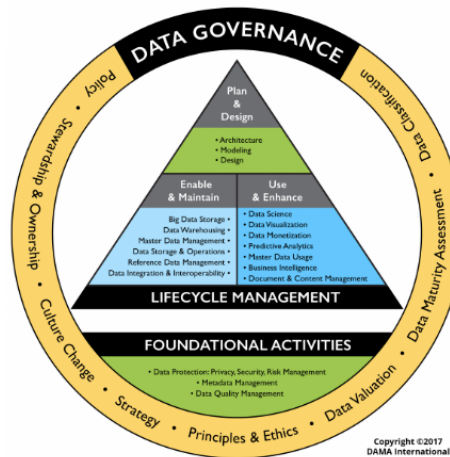 DATA GOVERNANCE
Policy • Stewardship & Ownership • Culture Change • Strategy • Principles & Ethics • Data Valuation • Data Maturity Assessment • Data Classification
Plan
&
Design
• Architecture
• Modeling
• Design
Enable
& Maintain
Big Data Storage •
Data Warehousing •
Master Data Management •
Data Storage & Operations •
Reference Data Management •
Data Integration & Interoperability •
Use
& Enhance
• Data Science
• Data Visualization
• Data Monetization
• Predictive Analytics
• Master Data Usage
• Business Intelligence
• Document & Content Management
LIFECYCLE MANAGEMENT
FOUNDATIONAL ACTIVITIES
• Data Protection: Privacy, Security, Risk Management
• Metadata Management
• Data Quality Management
Copyright ©2017
DAMA International